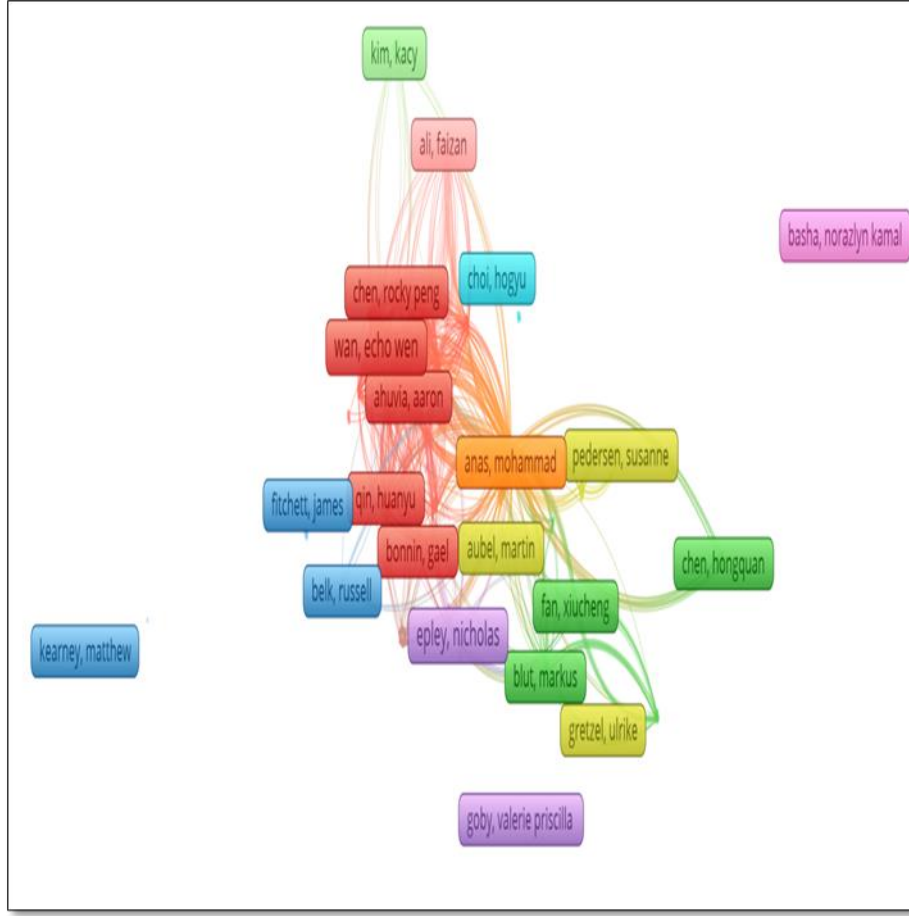 kim, kacy
ali, faizan
basha, norazlyn kamal
choi, hogyu
chen, rocky peng
wan, echo wen
ahuvia, aaron
anas, mohammad
pedersen, susanne
fitchett, james
qin, huanyu
bonnin, gael
aubel, martin
chen, hongquan
belk, russell
fan, xiucheng
epley, nicholas
kearney, matthew
blut, markus
gretzel, ulrike
goby, valerie priscilla